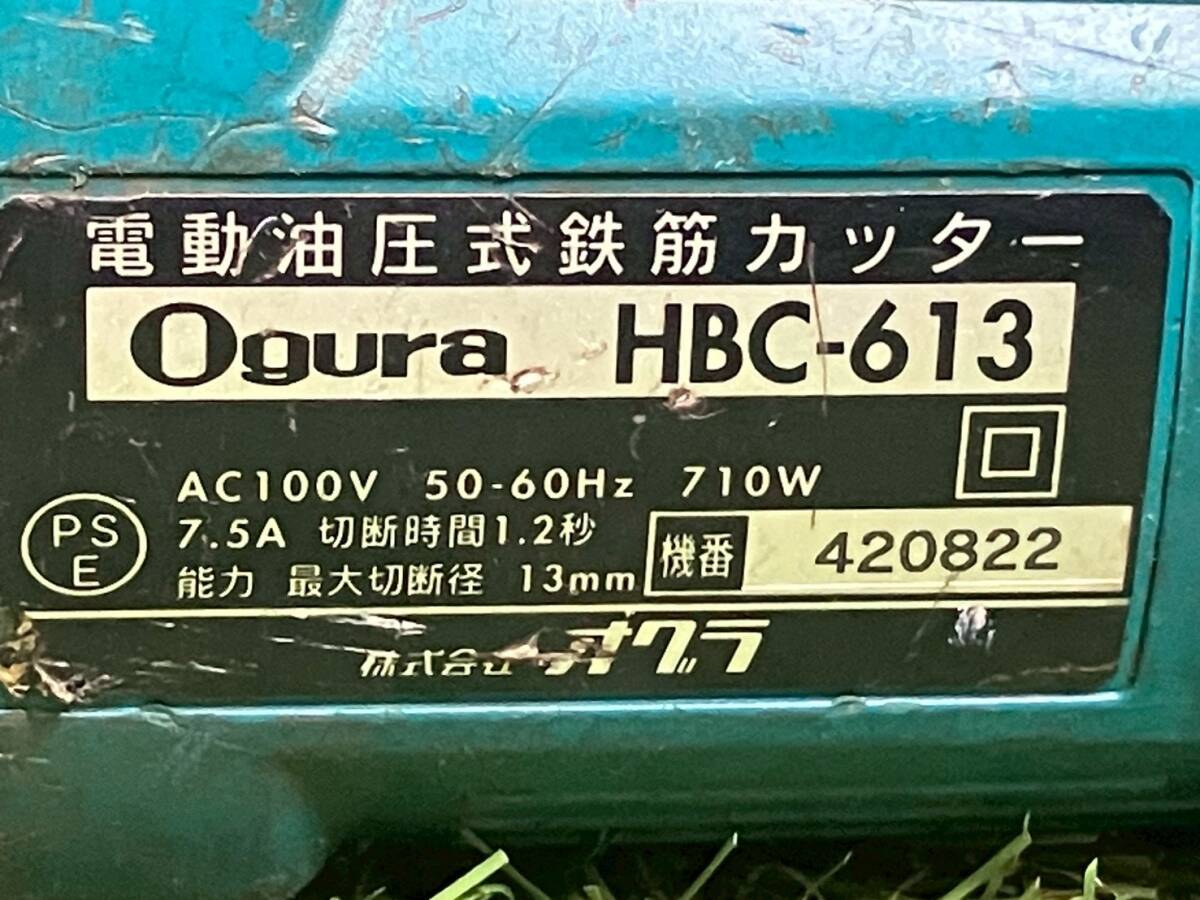 電動油圧式鉄筋カッター
Ogura HBC-613
AC100V 50-60Hz 710W
PSE
7.5A 切断時間1.2秒
能力 最大切断径 13mm
機番 420822
株式会社 オグラ